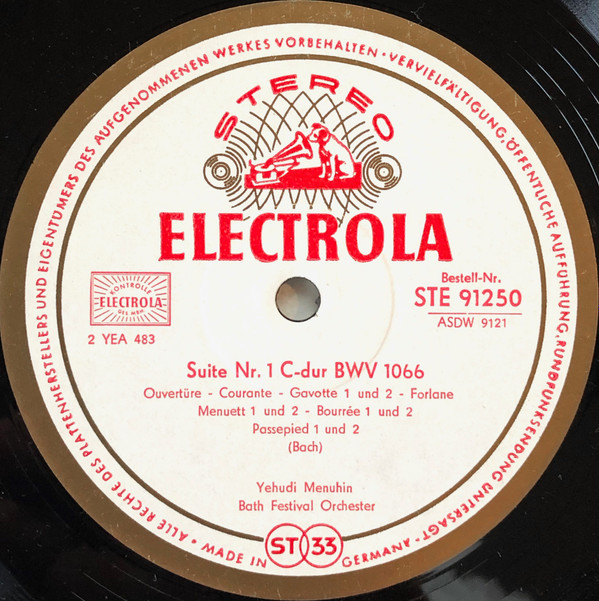 ALLE RECHTE DES PLATTENHERSTELLERS UND EIGENTÜMERS DES AUFGENOMMENEN WERKES VORBEHALTEN · VERVIELFÄLTIGUNG, ÖFFENTLICHE AUFFÜHRUNG, RUNDFUNKSENDUNG UNTERSAGT ·
STEREO
ELECTROLA
KONTROLLE
ELECTROLA
GES MBH
2 YEA 483
Bestell-Nr.
STE 91250
ASDW 9121
Suite Nr. 1 C-dur BWV 1066
Ouvertüre - Courante - Gavotte 1 und 2 - Forlane
Menuett 1 und 2 - Bourrée 1 und 2
Passepied 1 und 2
(Bach)
Yehudi Menuhin
Bath Festival Orchester
MADE IN GERMANY
ST 33